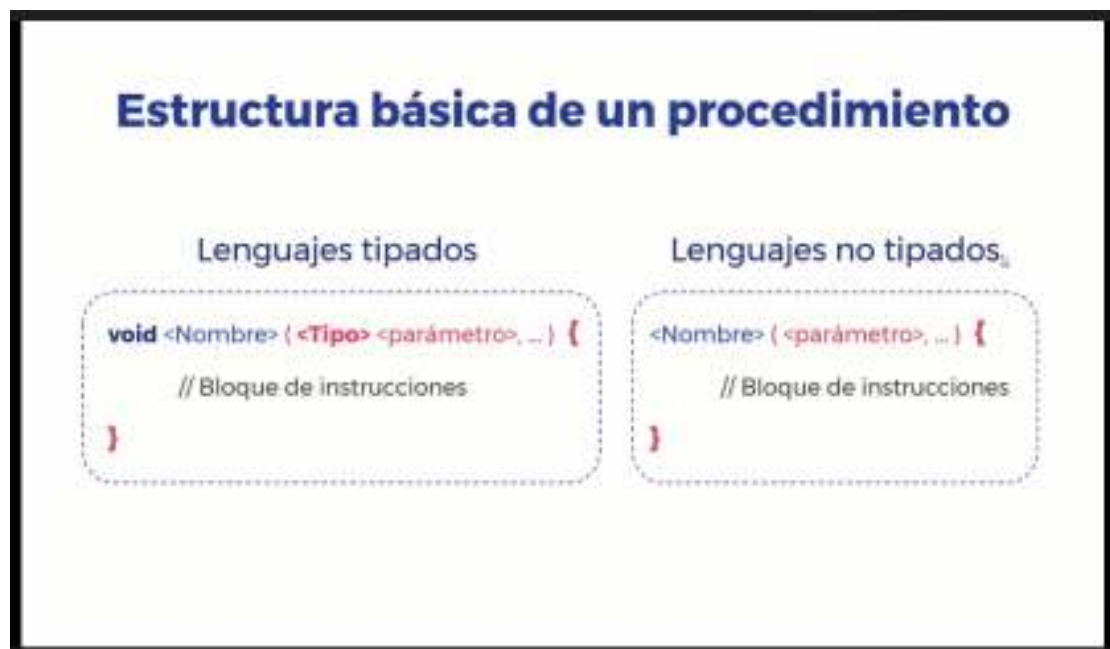 Estructura básica de un procedimiento
Lenguajes tipados
void <Nombre> ( <Tipo> <parámetro>, ... ) {
// Bloque de instrucciones
}
Lenguajes no tipados
<Nombre> ( <parámetro>, ... ) {
// Bloque de instrucciones
}